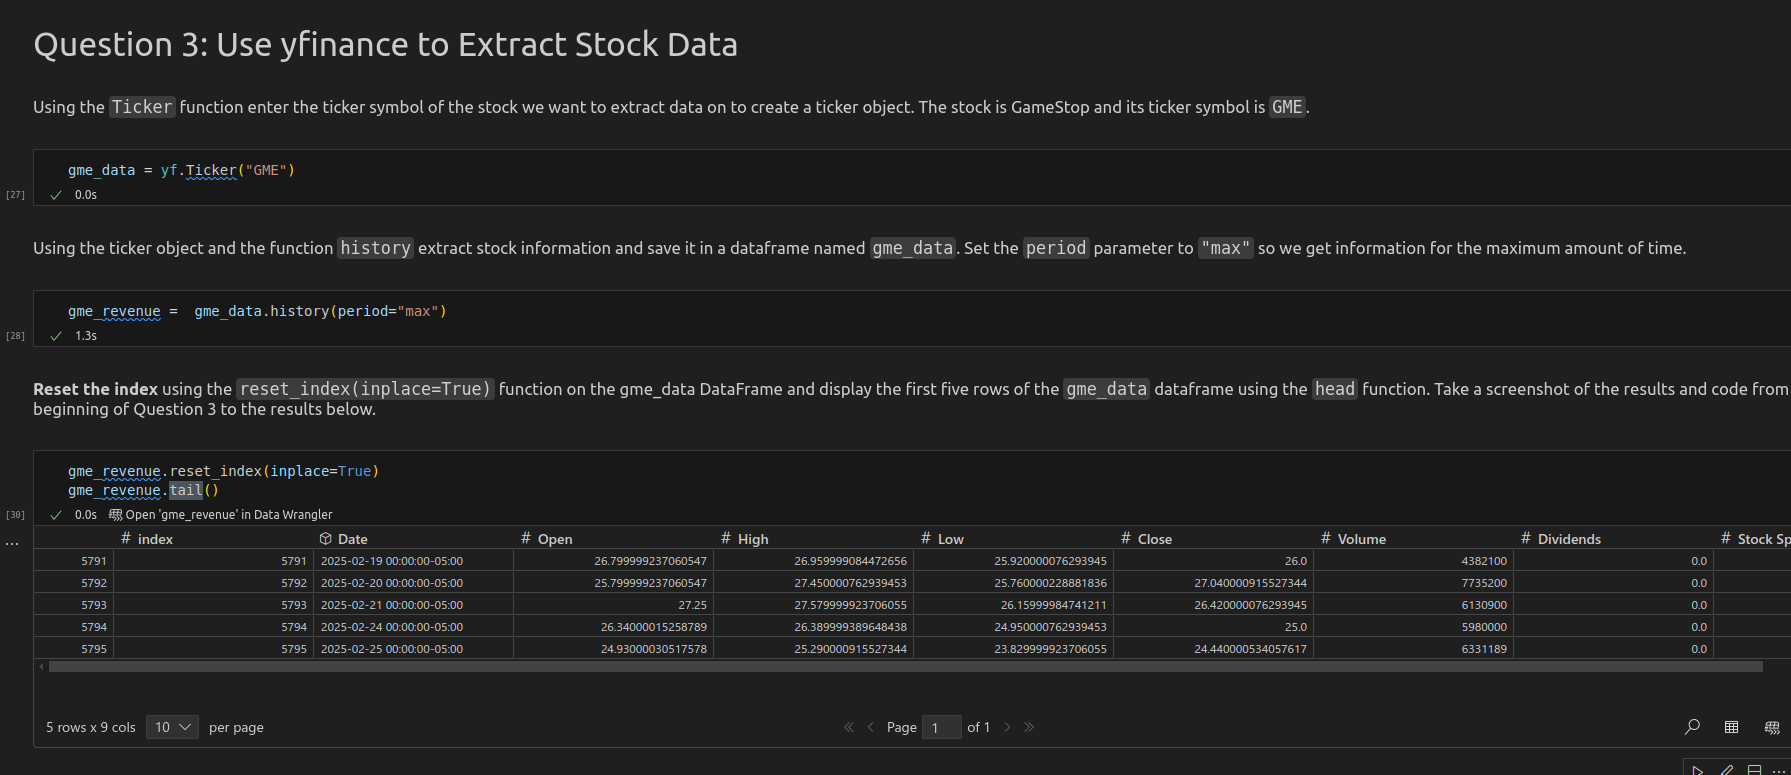 Question 3: Use yfinance to Extract Stock Data
Using the Ticker function enter the ticker symbol of the stock we want to extract data on to create a ticker object. The stock is GameStop and its ticker symbol is GME.
gme_data = yf.Ticker("GME")
[27] 0.0s
Using the ticker object and the function history extract stock information and save it in a dataframe named gme_data. Set the period parameter to "max" so we get information for the maximum amount of time.
gme_revenue =  gme_data.history(period="max")
[28] 1.3s
Reset the index using the reset_index(inplace=True) function on the gme_data DataFrame and display the first five rows of the gme_data dataframe using the head function. Take a screenshot of the results and code from
beginning of Question 3 to the results below.
gme_revenue.reset_index(inplace=True)
gme_revenue.tail()
[30] 0.0s Open 'gme_revenue' in Data Wrangler
... # index Date # Open # High # Low # Close # Volume # Dividends # Stock Sp
5791 5791 2025-02-19 00:00:00-05:00 26.799999237060547 26.959999084472656 25.920000076293945 26.0 4382100 0.0
5792 5792 2025-02-20 00:00:00-05:00 25.799999237060547 27.450000762939453 25.760000228881836 27.040000915527344 7735200 0.0
5793 5793 2025-02-21 00:00:00-05:00 27.25 27.579999923706055 26.15999984741211 26.420000076293945 6130900 0.0
5794 5794 2025-02-24 00:00:00-05:00 26.34000015258789 26.389999389648438 24.950000762939453 25.0 5980000 0.0
5795 5795 2025-02-25 00:00:00-05:00 24.93000030517578 25.290000915527344 23.829999923706055 24.440000534057617 6331189 0.0
5 rows x 9 cols 10 per page Page 1 of 1